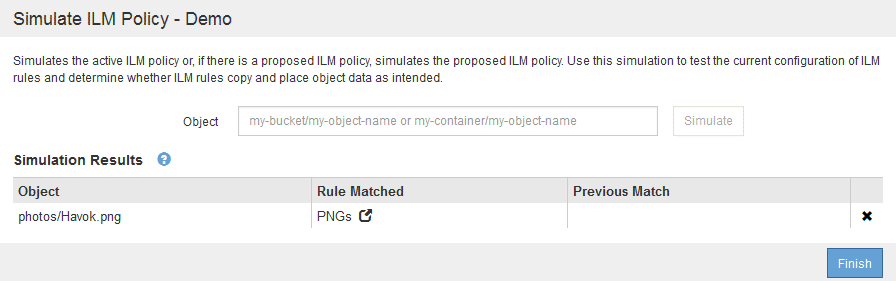 Simulate ILM Policy - Demo
Simulates the active ILM policy or, if there is a proposed ILM policy, simulates the proposed ILM policy. Use this simulation to test the current configuration of ILM
rules and determine whether ILM rules copy and place object data as intended.
Object my-bucket/my-object-name or my-container/my-object-name Simulate
Simulation Results ?
Object Rule Matched Previous Match
photos/Havok.png PNGs
Finish